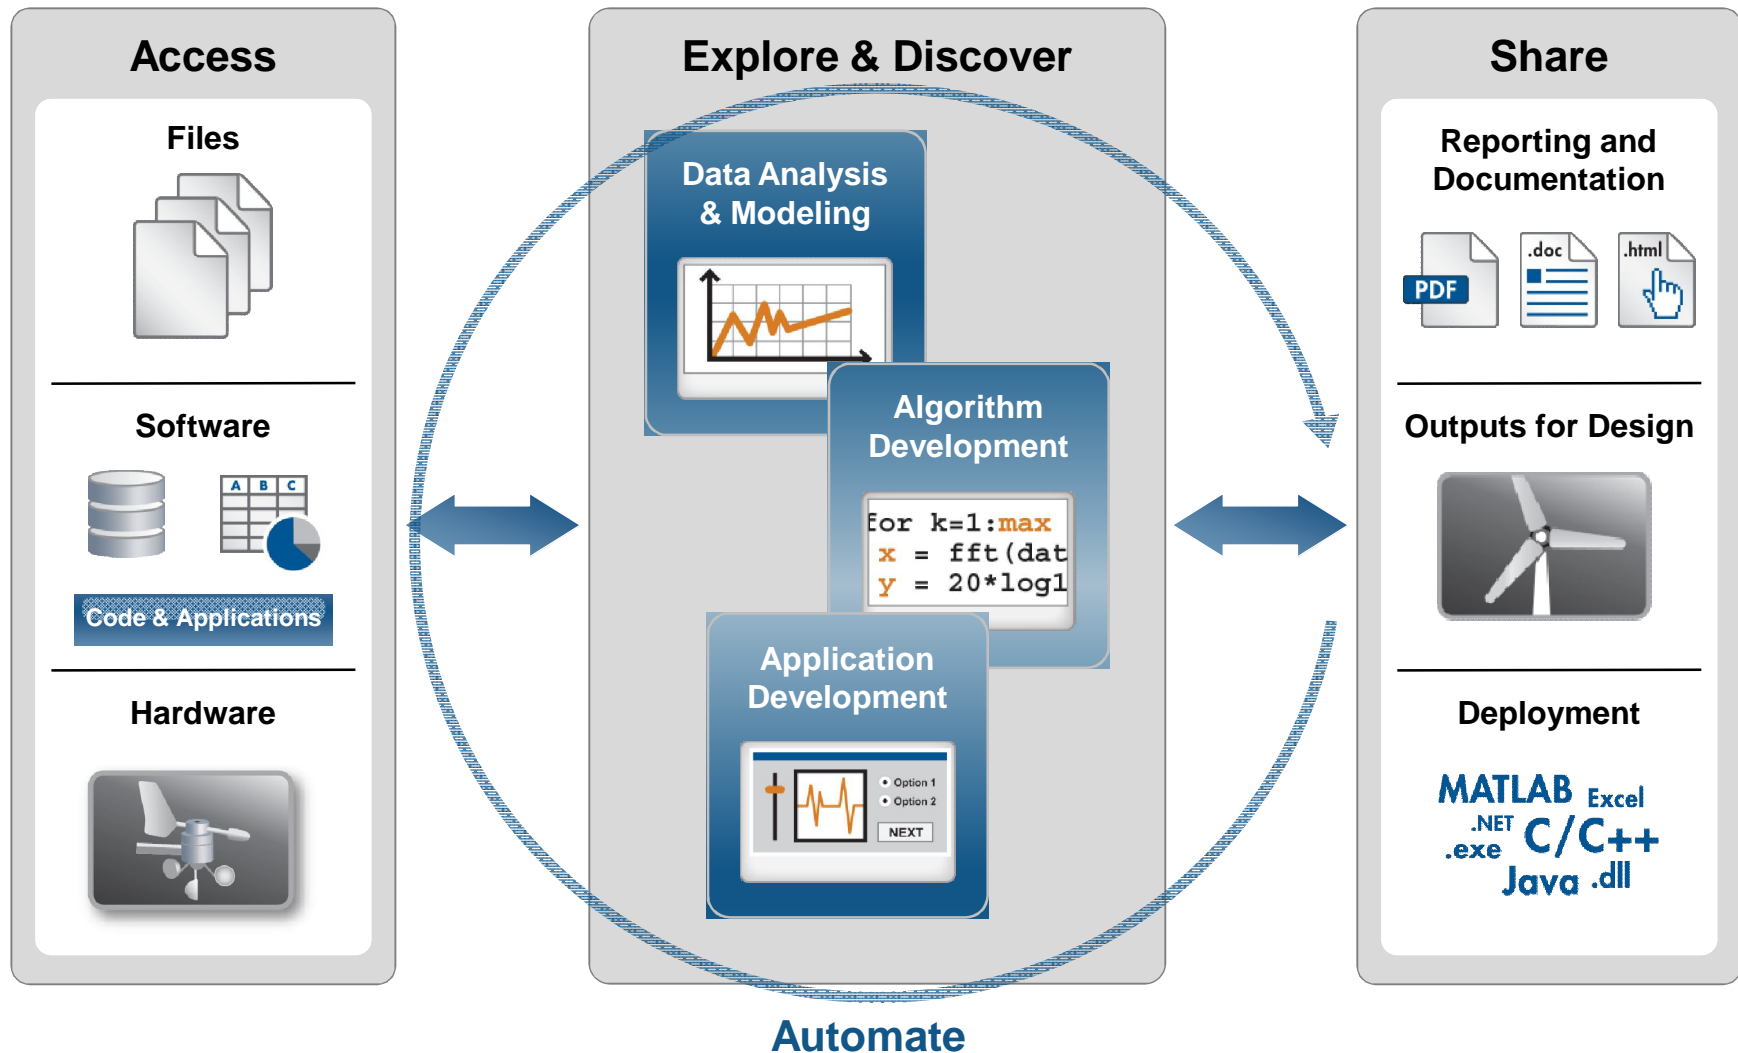 Access
Files
Software
A B C
Code & Applications
Hardware
Explore & Discover
Data Analysis
& Modeling
Algorithm
Development
for k=1:max
x = fft(dat
y = 20*log1
Application
Development
Option 1
Option 2
NEXT
Share
Reporting and
Documentation
PDF
.doc
.html
Outputs for Design
Deployment
MATLAB Excel
.NET C/C++
.exe
Java .dll
Automate